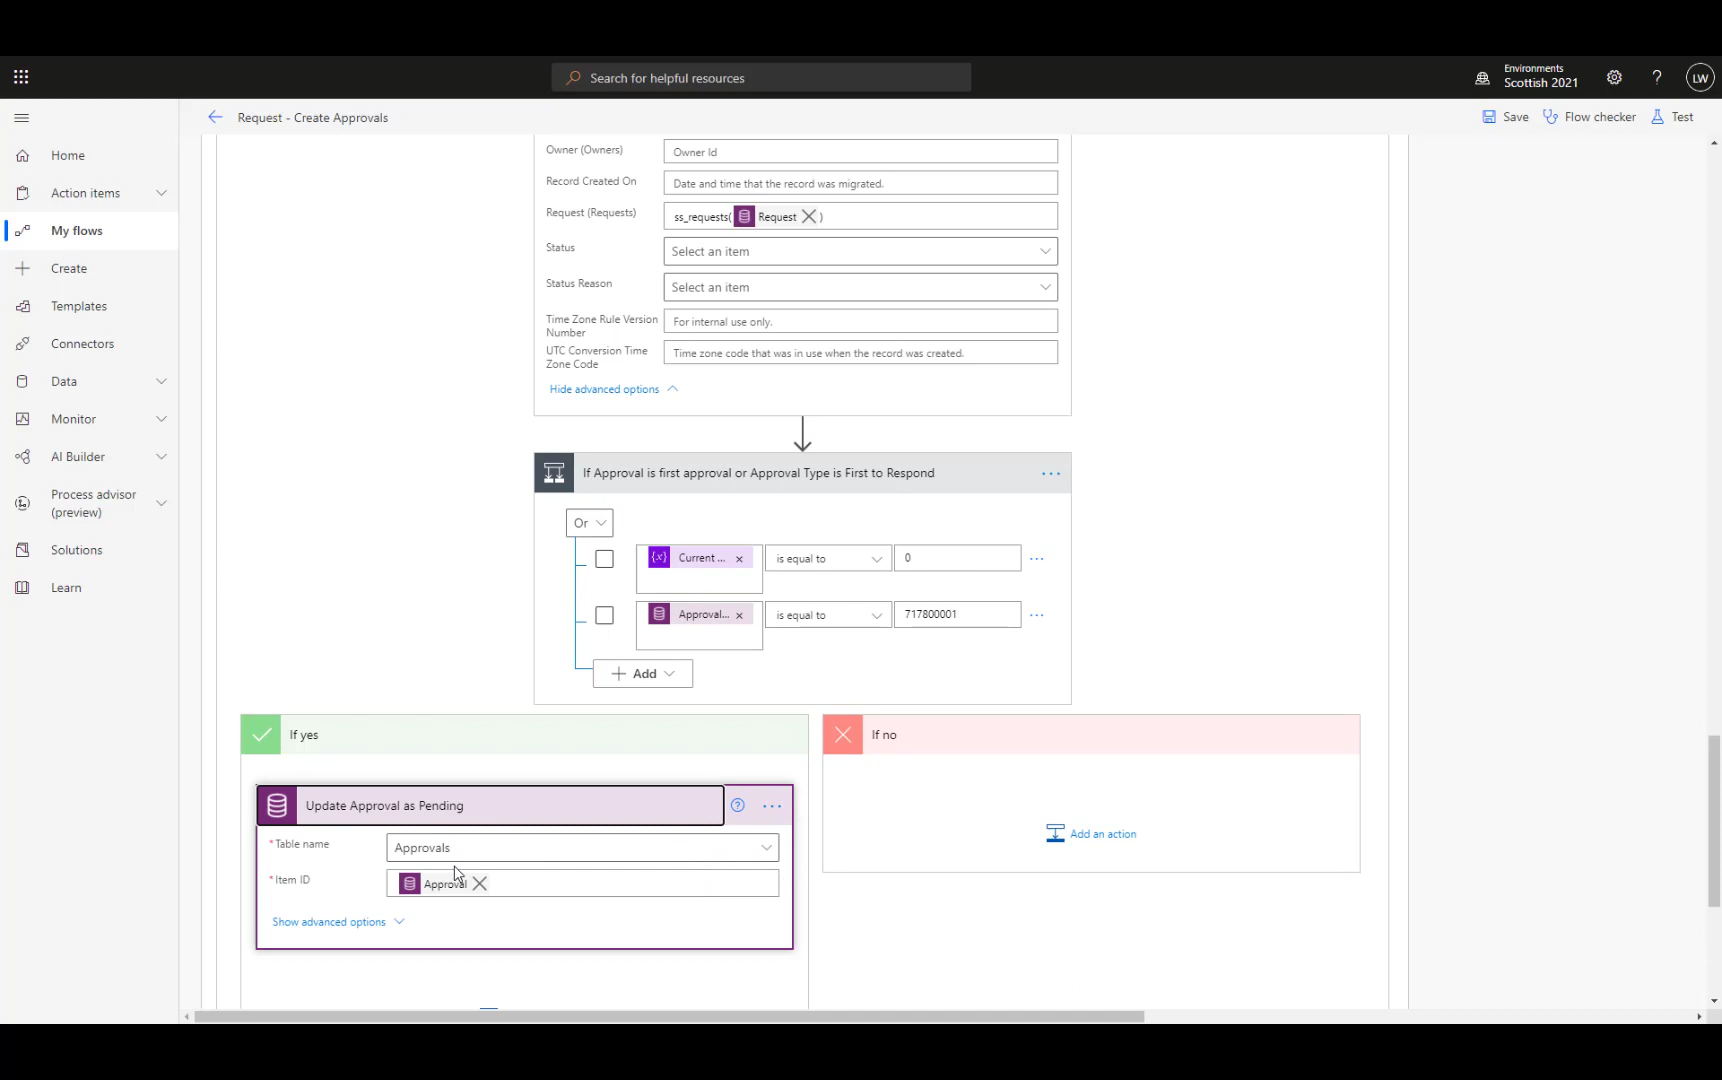 Search for helpful resources
Environments
Scottish 2021
?
LW
Request - Create Approvals
Save
Flow checker
Test
Home
Action items
My flows
Create
Templates
Connectors
Data
Monitor
AI Builder
Process advisor
(preview)
Solutions
Learn
Owner (Owners)
Owner Id
Record Created On
Date and time that the record was migrated.
Request (Requests)
ss_requests( Request )
Status
Select an item
Status Reason
Select an item
Time Zone Rule Version
Number
For internal use only.
UTC Conversion Time
Zone Code
Time zone code that was in use when the record was created.
Hide advanced options
If Approval is first approval or Approval Type is First to Respond
...
Or
{x} Current ... × is equal to 0 ...
Approval... × is equal to 717800001 ...
Add
If yes
If no
Update Approval as Pending
? ...
* Table name
Approvals
* Item ID
Approval
Show advanced options
Add an action